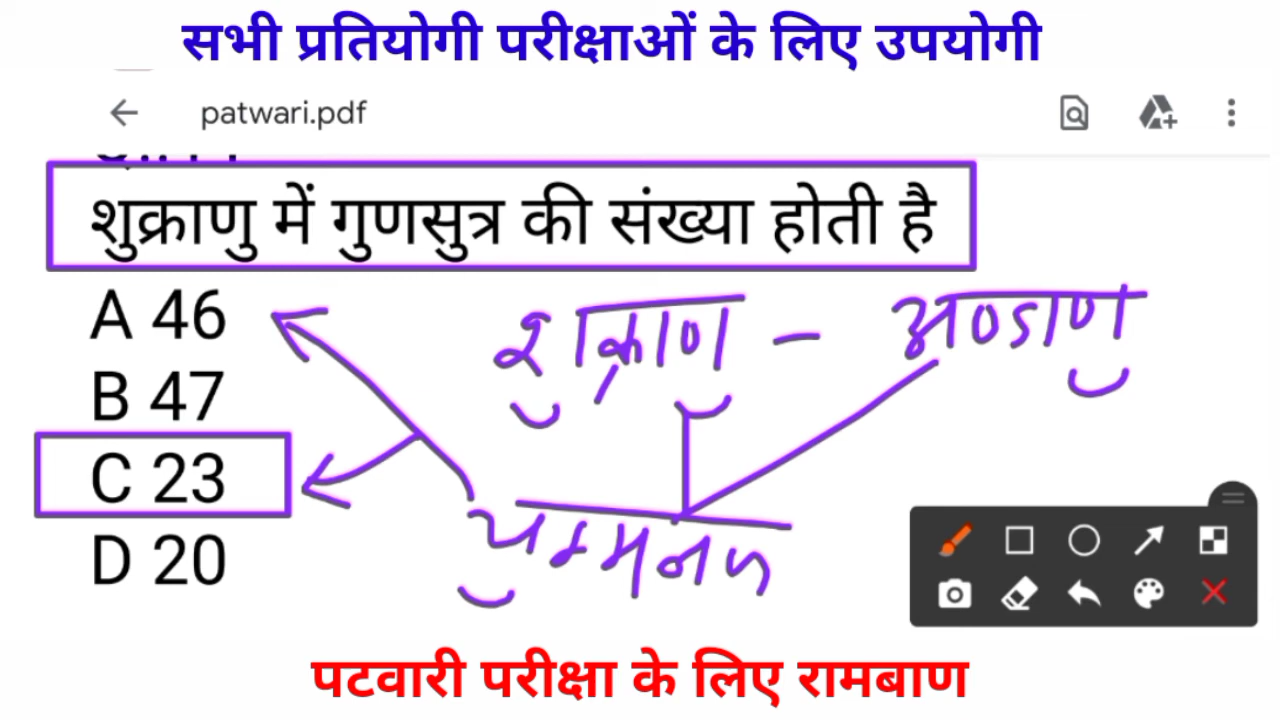 सभी प्रतियोगी परीक्षाओं के लिए उपयोगी
patwari.pdf
शुक्राणु में गुणसुत्र की संख्या होती है
A 46
शुक्राणु – अण्डाणु
B 47
C 23
युग्मनज
D 20
पटवारी परीक्षा के लिए रामबाण